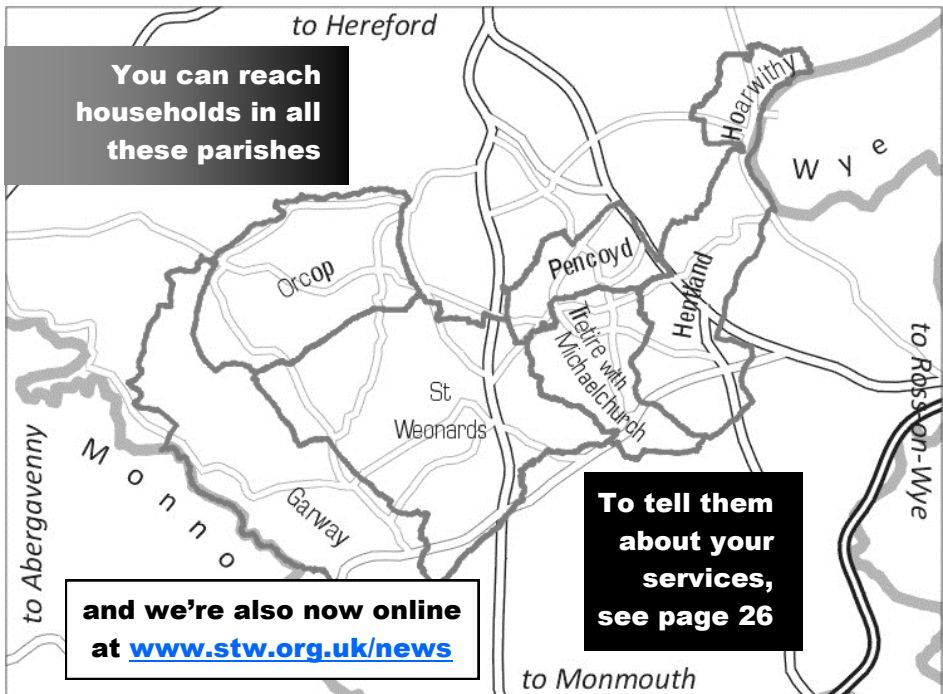 to Hereford
You can reach
households in all
these parishes
Hoarwithy
Wye
Orcop
Pencoyd
Hentland
Tretire with
Michaelchurch
St
Weonards
Garway
Monno
to Abergavenny
to Ross-on-Wye
To tell them
about your
services,
see page 26
and we’re also now online
at www.stw.org.uk/news
to Monmouth